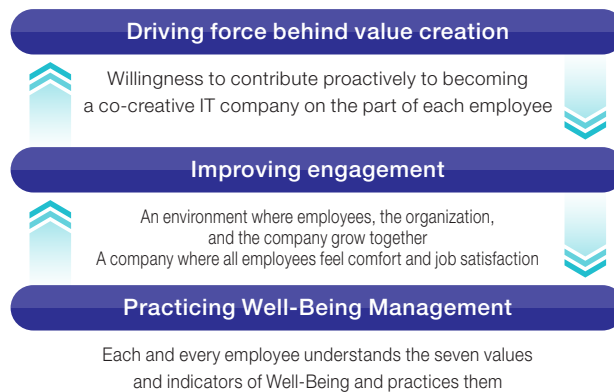 Driving force behind value creation
Willingness to contribute proactively to becoming
a co-creative IT company on the part of each employee
Improving engagement
An environment where employees, the organization,
and the company grow together
A company where all employees feel comfort and job satisfaction
Practicing Well-Being Management
Each and every employee understands the seven values
and indicators of Well-Being and practices them